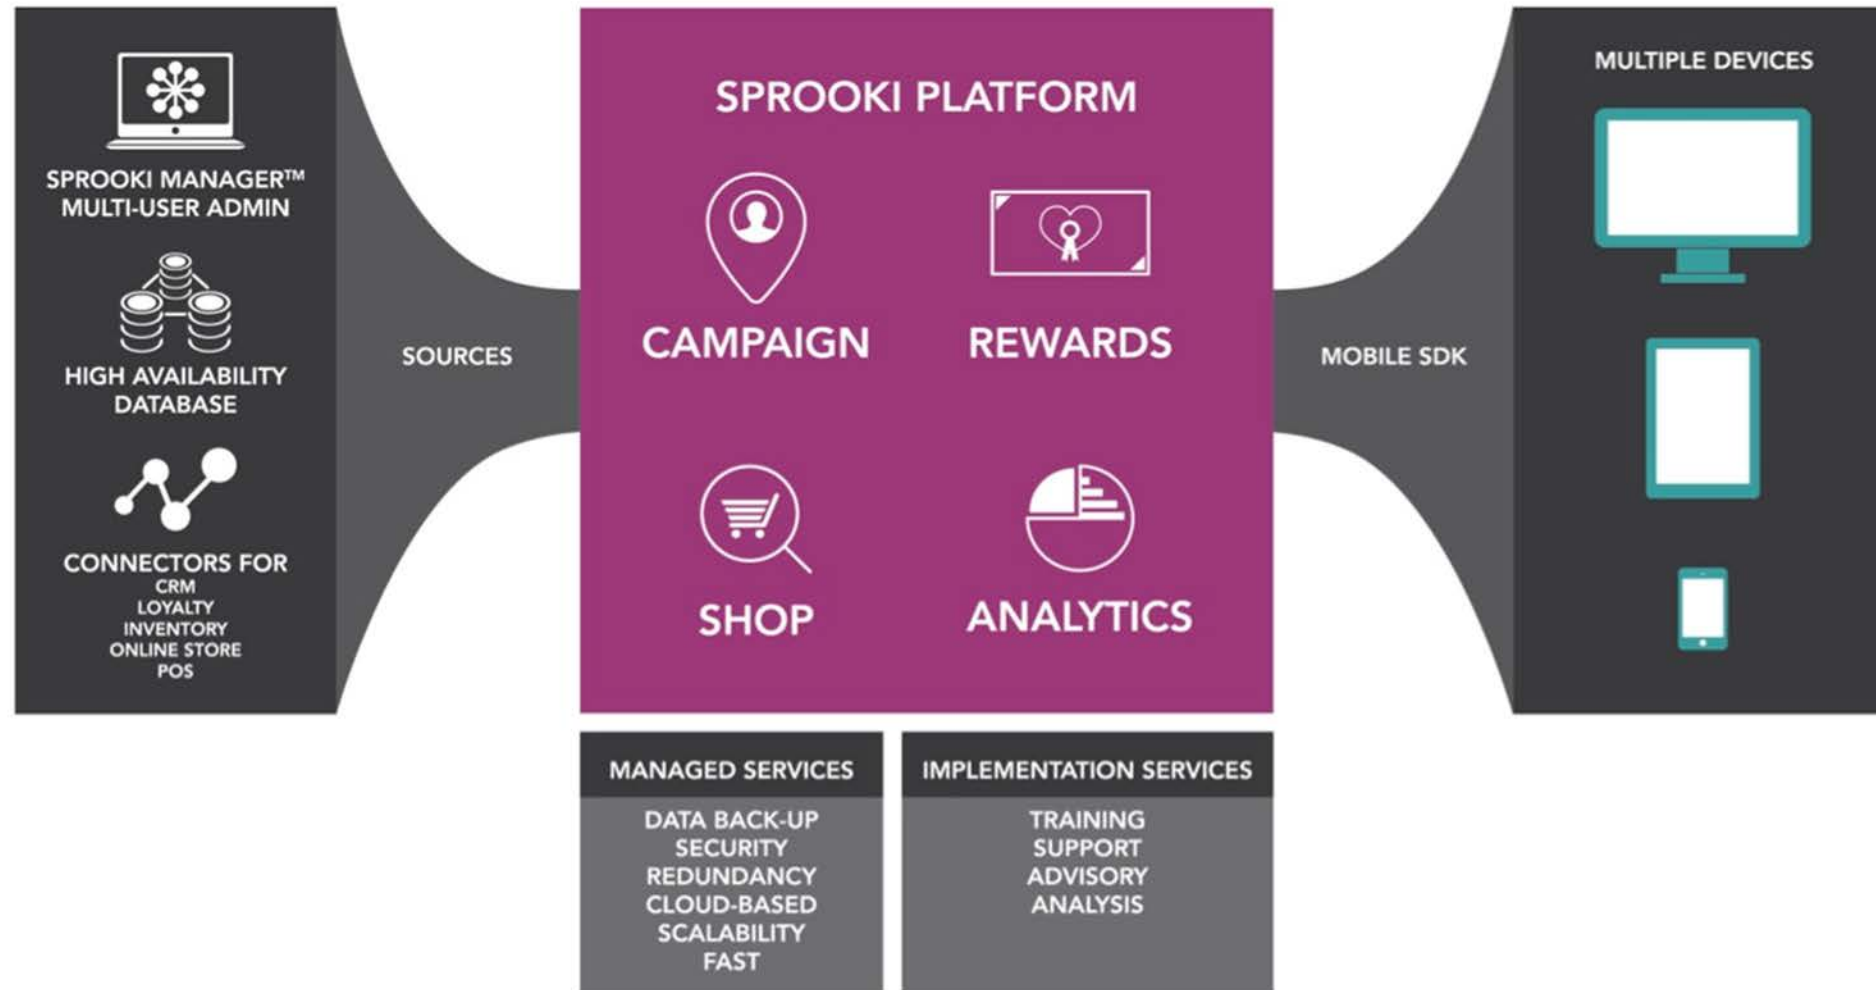 SPROOKI MANAGER™
MULTI-USER ADMIN
HIGH AVAILABILITY
DATABASE
CONNECTORS FOR
CRM
LOYALTY
INVENTORY
ONLINE STORE
POS
SOURCES
SPROOKI PLATFORM
CAMPAIGN
REWARDS
SHOP
ANALYTICS
MOBILE SDK
MULTIPLE DEVICES
MANAGED SERVICES
DATA BACK-UP
SECURITY
REDUNDANCY
CLOUD-BASED
SCALABILITY
FAST
IMPLEMENTATION SERVICES
TRAINING
SUPPORT
ADVISORY
ANALYSIS